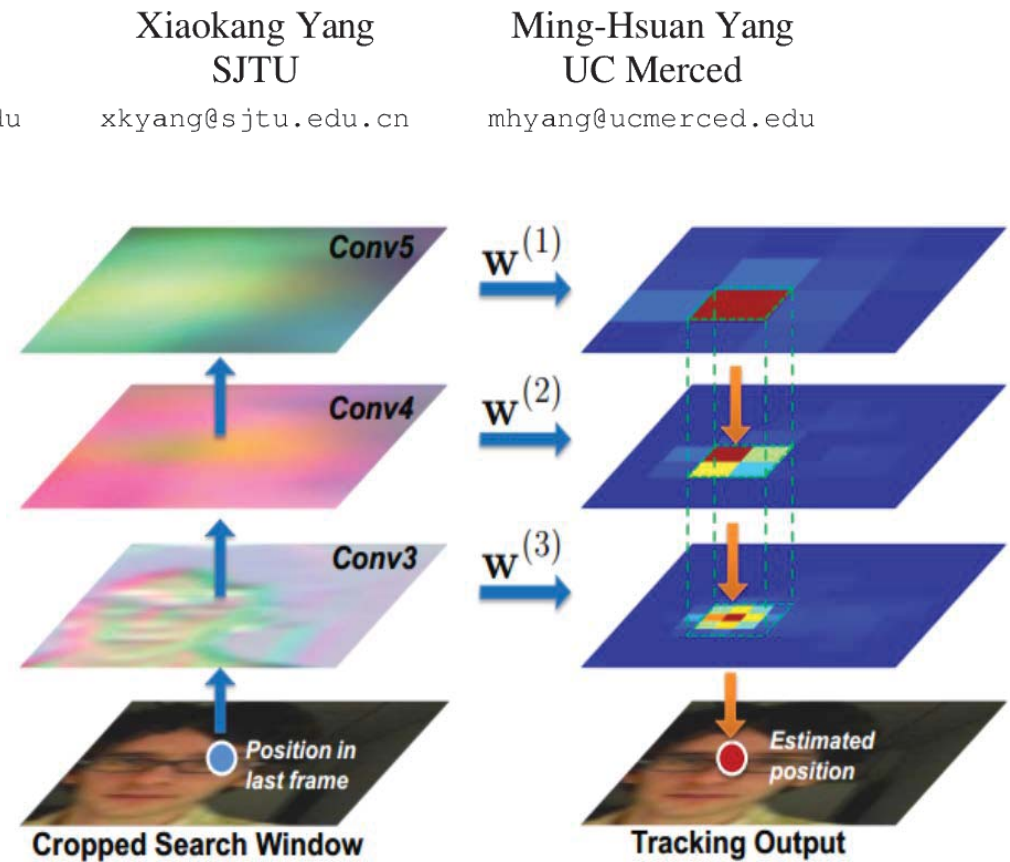 Xiaokang Yang
SJTU
xkyang@sjtu.edu.cn
Ming-Hsuan Yang
UC Merced
mhyang@ucmerced.edu
du
Conv5
w(1)
Conv4
w(2)
Conv3
w(3)
Position in
last frame
Estimated
position
Cropped Search Window
Tracking Output